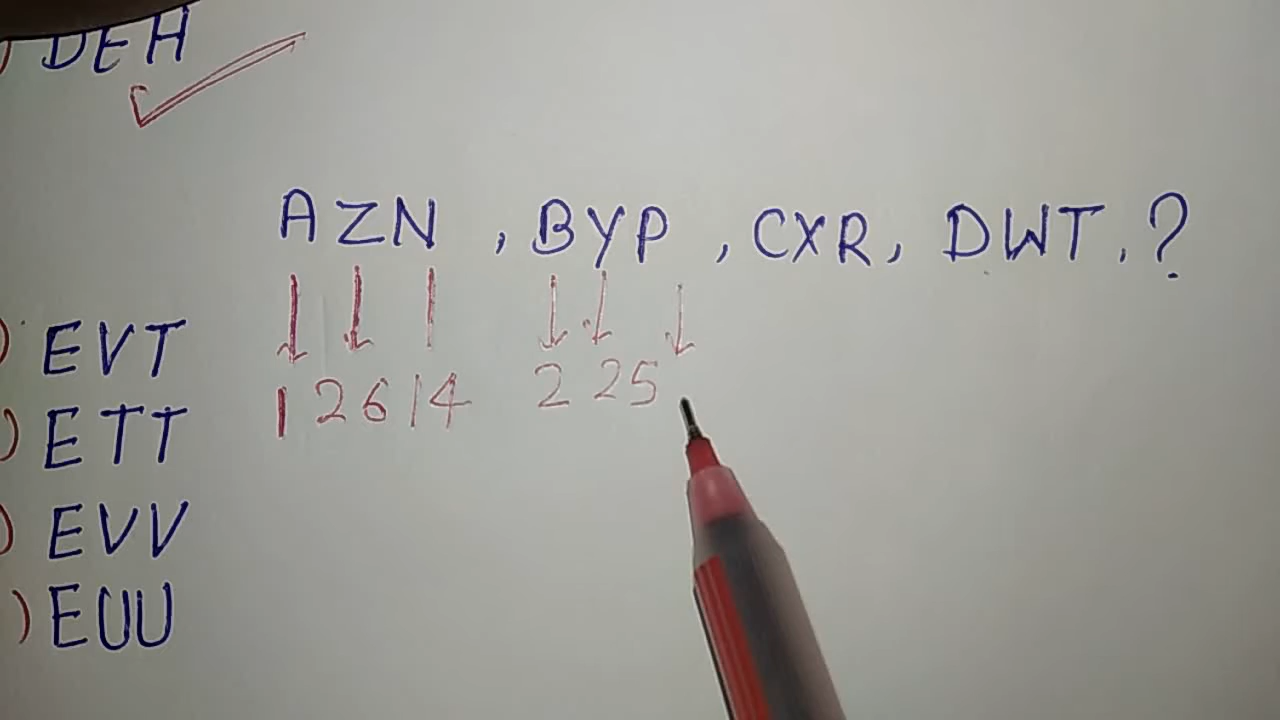 ) DEH
AZN , BYP , CXR, DWT. ?
1 26 14 2 25
) EVT
) ETT
) EVV
) EUU